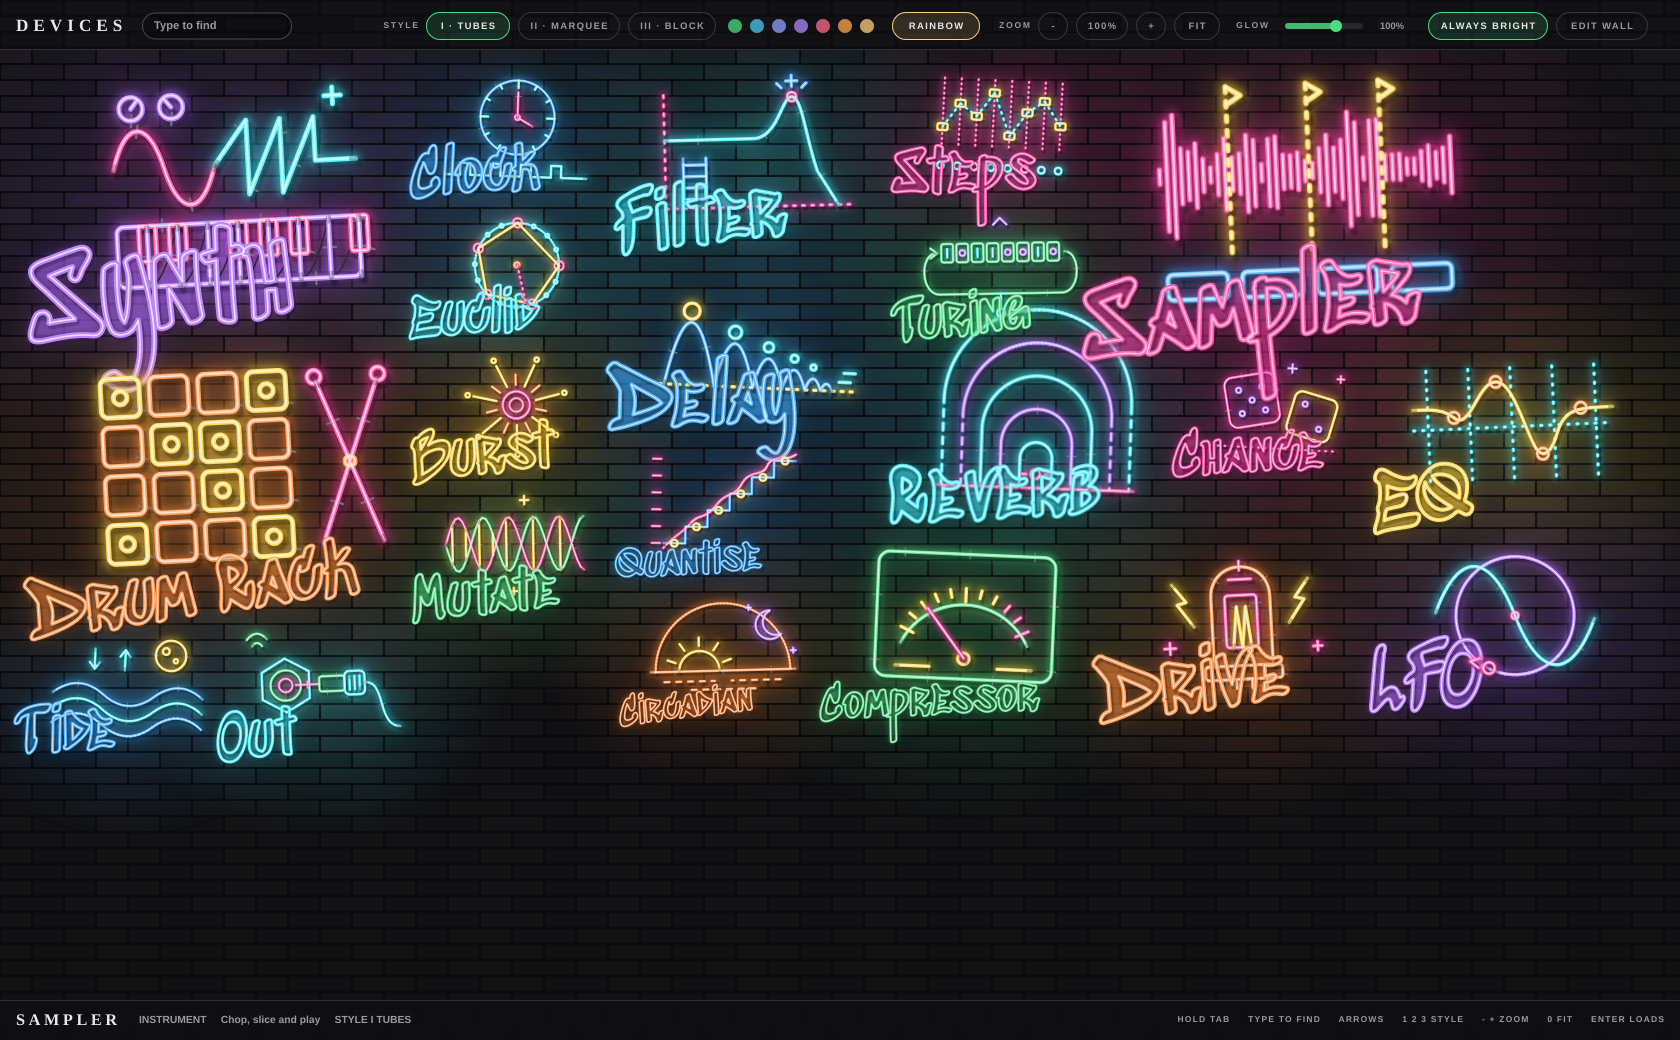 DEVICES
Type to find
STYLE
I · TUBES
II · MARQUEE
III · BLOCK
RAINBOW
ZOOM
-
100%
+
FIT
GLOW
100%
ALWAYS BRIGHT
EDIT WALL
Clock
Filter
Steps
Synth
Sampler
Euclid
Turing
Delay
Burst
Chance
EQ
Reverb
Quantise
Drum Rack
Mutate
Tide
Out
Circadian
Compressor
Drive
LFO
SAMPLER
INSTRUMENT
Chop, slice and play
STYLE I TUBES
HOLD TAB
TYPE TO FIND
ARROWS
1 2 3 STYLE
- + ZOOM
0 FIT
ENTER LOADS